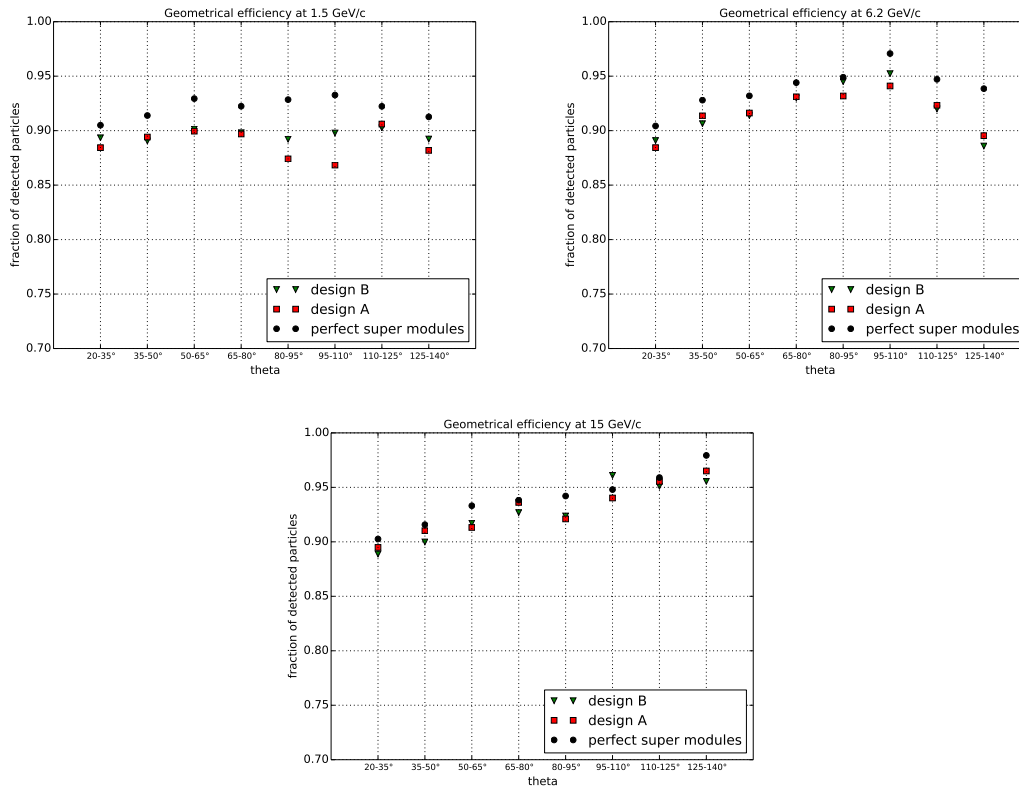 Geometrical efficiency at 1.5 GeV/c
1.00
0.95
0.90
0.85
0.80
0.75
0.70
fraction of detected particles
design B
design A
perfect super modules
20-35° 35-50° 50-65° 65-80° 80-95° 95-110° 110-125° 125-140°
theta
Geometrical efficiency at 6.2 GeV/c
1.00
0.95
0.90
0.85
0.80
0.75
0.70
fraction of detected particles
design B
design A
perfect super modules
20-35° 35-50° 50-65° 65-80° 80-95° 95-110° 110-125° 125-140°
theta
Geometrical efficiency at 15 GeV/c
1.00
0.95
0.90
0.85
0.80
0.75
0.70
fraction of detected particles
design B
design A
perfect super modules
20-35° 35-50° 50-65° 65-80° 80-95° 95-110° 110-125° 125-140°
theta